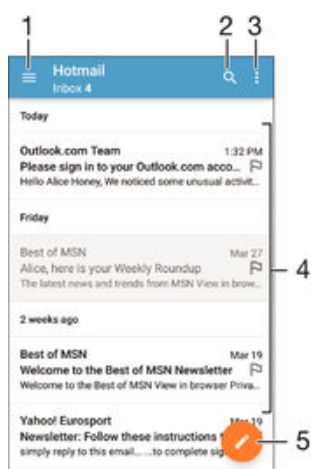 1 2 3
Hotmail
Inbox 4
Today
Outlook.com Team 1:32 PM
Please sign in to your Outlook.com acco...
Hello Alice Honey, We noticed some unusual activit...
Friday
Best of MSN Mar 27
Alice, here is your Weekly Roundup
The latest news and trends from MSN View in brow...
4
2 weeks ago
Best of MSN Mar 19
Welcome to the Best of MSN Newsletter
Welcome to the Best of MSN View in browser Priva...
Yahoo! Eurosport Mar 19
Newsletter: Follow these instructions
5
simply reply to this email... ...to complete sig